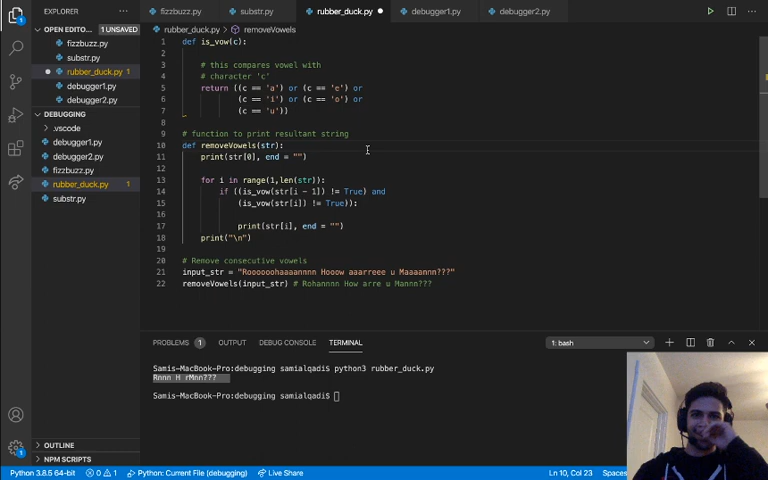 EXPLORER
fizzbuzz.py
substr.py
rubber_duck.py
debugger1.py
debugger2.py
OPEN EDITO... 1 UNSAVED
fizzbuzz.py
substr.py
rubber_duck.py 1
debugger1.py
debugger2.py
DEBUGGING
.vscode
debugger1.py
debugger2.py
fizzbuzz.py
rubber_duck.py 1
substr.py
OUTLINE
NPM SCRIPTS
rubber_duck.py > removeVowels
1 def is_vow(c):
2
3 # this compares vowel with
4 # character 'c'
5 return ((c == 'a') or (c == 'e') or
6 (c == 'i') or (c == 'o') or
7 (c == 'u'))
8
9 # function to print resultant string
10 def removeVowels(str):
11 print(str[0], end = "")
12
13 for i in range(1,len(str)):
14 if ((is_vow(str[i - 1]) != True) and
15 (is_vow(str[i]) != True)):
16
17 print(str[i], end = "")
18 print("\n")
19
20 # Remove consecutive vowels
21 input_str = "Roooooohaaaannnn Hooow aaarreee u Maaaannn???"
22 removeVowels(input_str) # Rohannnn How arre u Mannn???
PROBLEMS 1 OUTPUT DEBUG CONSOLE TERMINAL 1: bash
Samis-MacBook-Pro:debugging samialqadi$ python3 rubber_duck.py
Rnnn H rMnn???
Samis-MacBook-Pro:debugging samialqadi$
Python 3.8.5 64-bit 0 1 Python: Current File (debugging) Live Share Ln 10, Col 23 Spaces